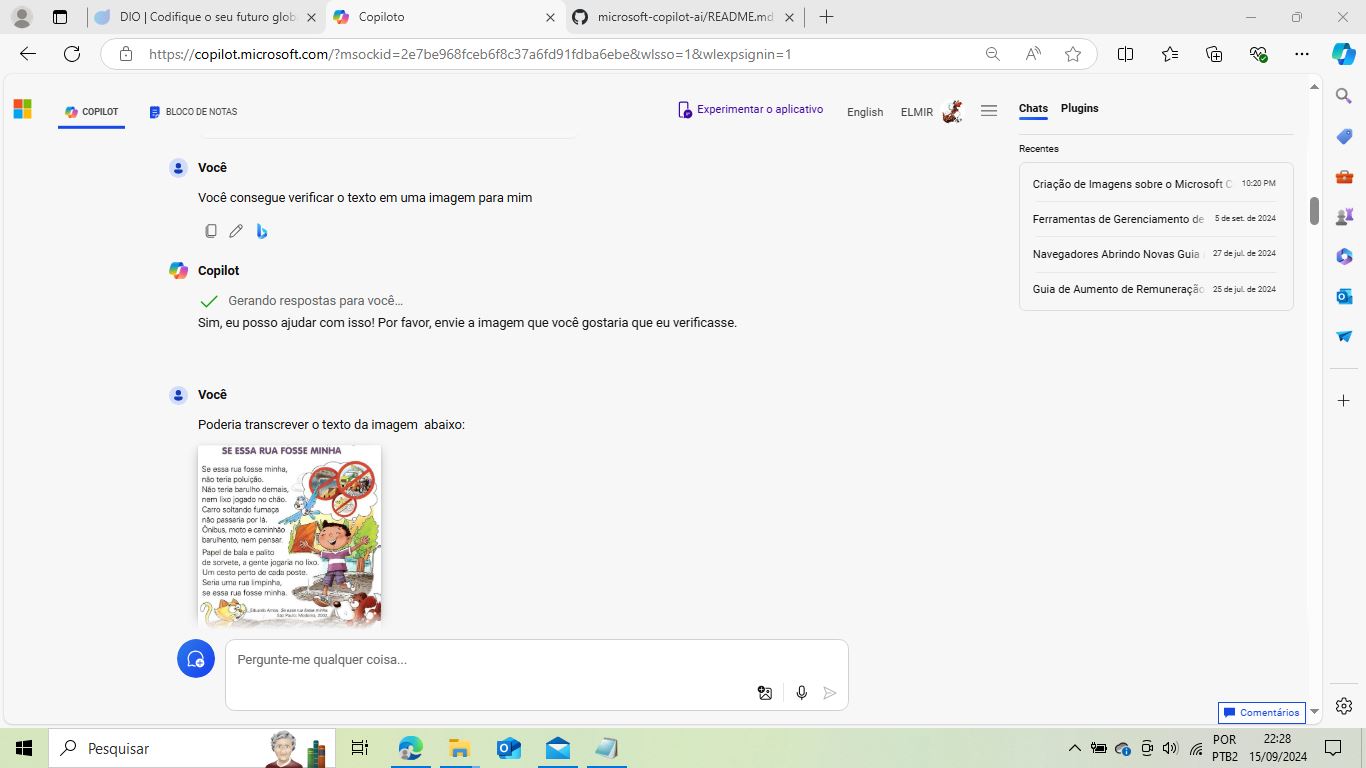 DIO | Codifique o seu futuro glob
Copiloto
microsoft-copilot-ai/README.md
https://copilot.microsoft.com/?msockid=2e7be968fceb6f8c37a6fd91fdba6ebe&wlsso=1&wlexpsignin=1
COPILOT
BLOCO DE NOTAS
Experimentar o aplicativo
English
ELMIR
Chats
Plugins
Recentes
Criação de Imagens sobre o Microsoft C 10:20 PM
Ferramentas de Gerenciamento de 5 de set. de 2024
Navegadores Abrindo Novas Guia 27 de jul. de 2024
Guia de Aumento de Remuneração 25 de jul. de 2024
Você
Você consegue verificar o texto em uma imagem para mim
Copilot
Gerando respostas para você...
Sim, eu posso ajudar com isso! Por favor, envie a imagem que você gostaria que eu verificasse.
Você
Poderia transcrever o texto da imagem abaixo:
SE ESSA RUA FOSSE MINHA
Se essa rua fosse minha,
não teria poluição.
Não teria barulho demais,
nem lixo jogado no chão.
Carro soltando fumaça
não passaria por lá.
Ônibus, moto e caminhão
barulhento, nem pensar.
Papel de bala e palito
de sorvete, a gente jogaria no lixo.
Um cesto perto de cada poste.
Seria uma rua limpinha,
se essa rua fosse minha.
Eduardo Amos. Se essa rua fosse minha.
São Paulo: Moderna, 2002.
Pergunte-me qualquer coisa...
Comentários
Pesquisar
POR
PTB2
22:28
15/09/2024